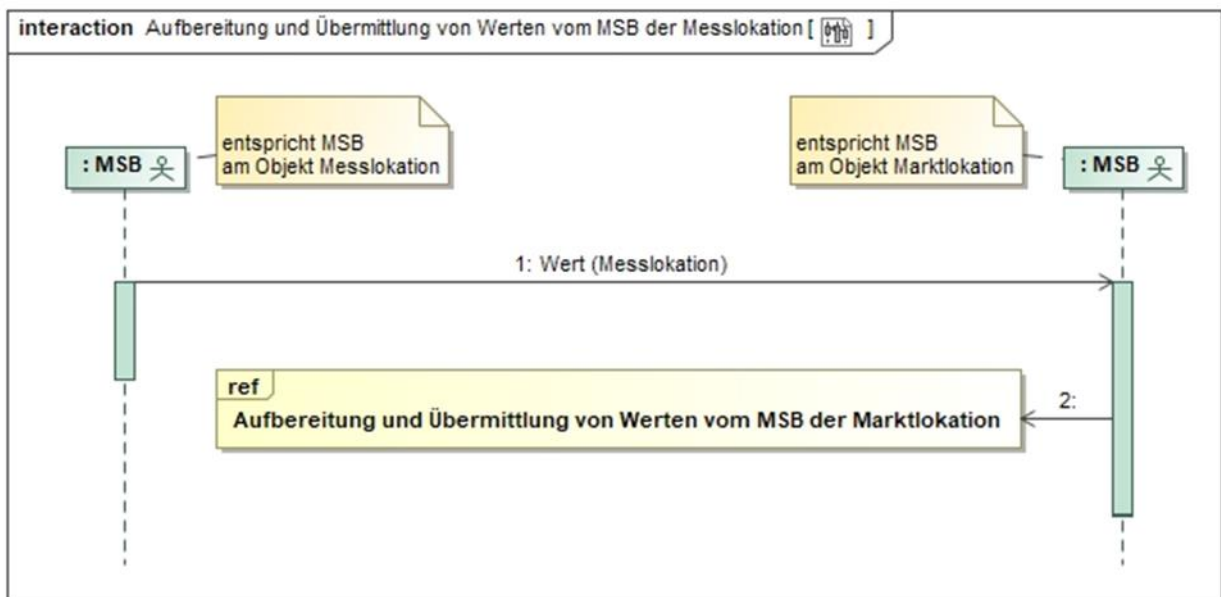 interaction Aufbereitung und Übermittlung von Werten vom MSB der Messlokation [ ]
entspricht MSB
am Objekt Messlokation
: MSB
entspricht MSB
am Objekt Marktlokation
: MSB
1: Wert (Messlokation)
ref
Aufbereitung und Übermittlung von Werten vom MSB der Marktlokation
2: